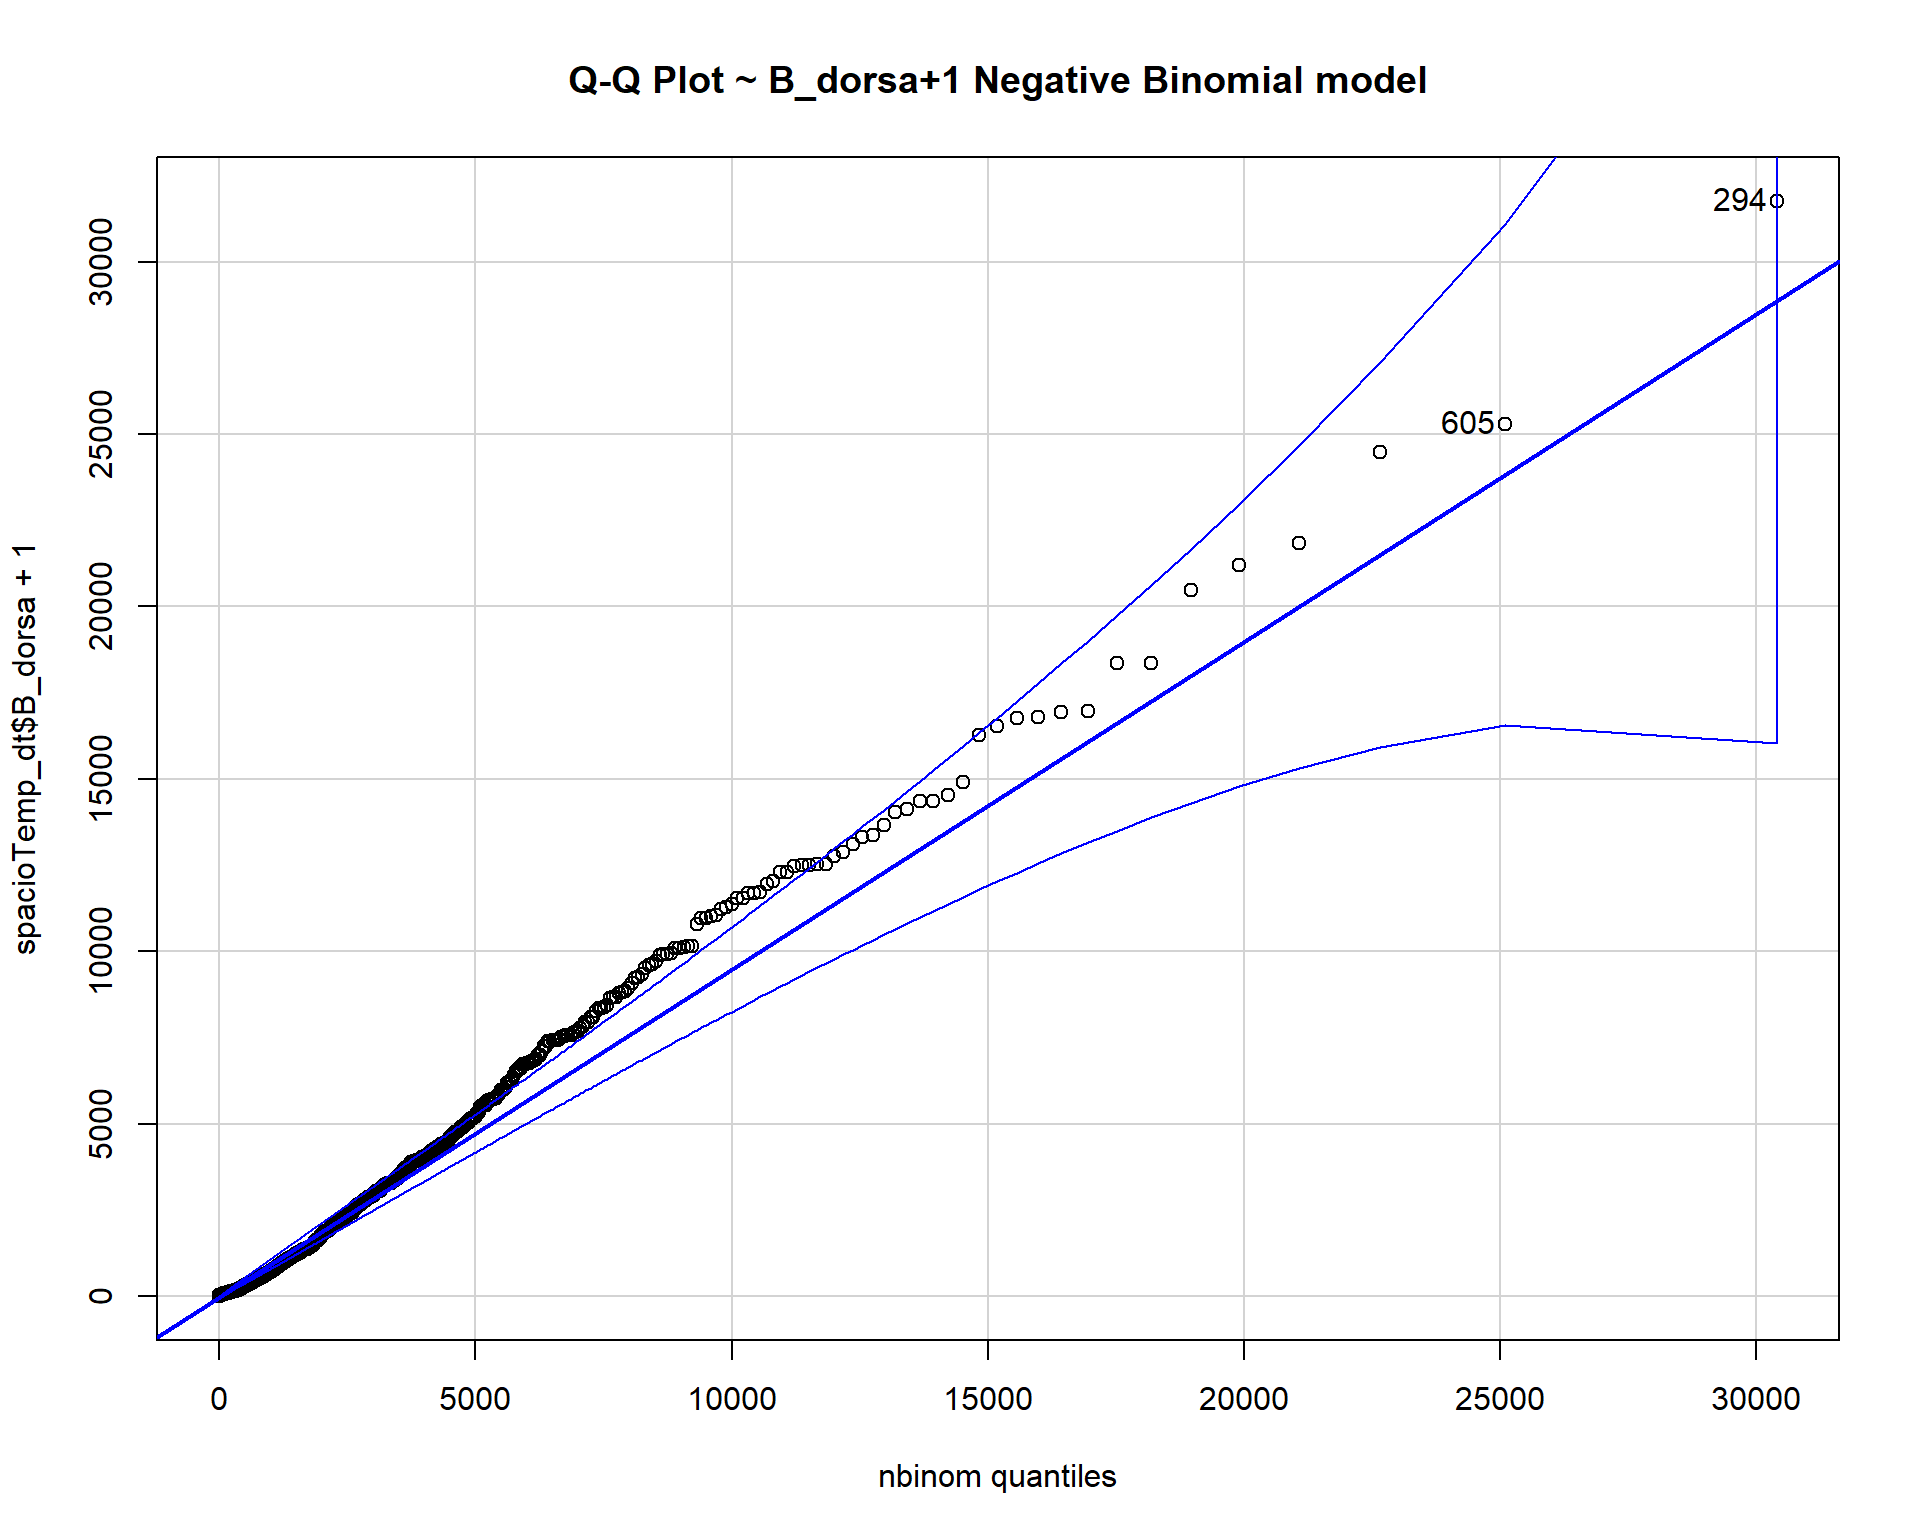 Q-Q Plot ~ B_dorsa+1 Negative Binomial model
spacioTemp_dt$B_dorsa + 1
30000
25000
20000
15000
10000
5000
0
294
605
0 5000 10000 15000 20000 25000 30000
nbinom quantiles